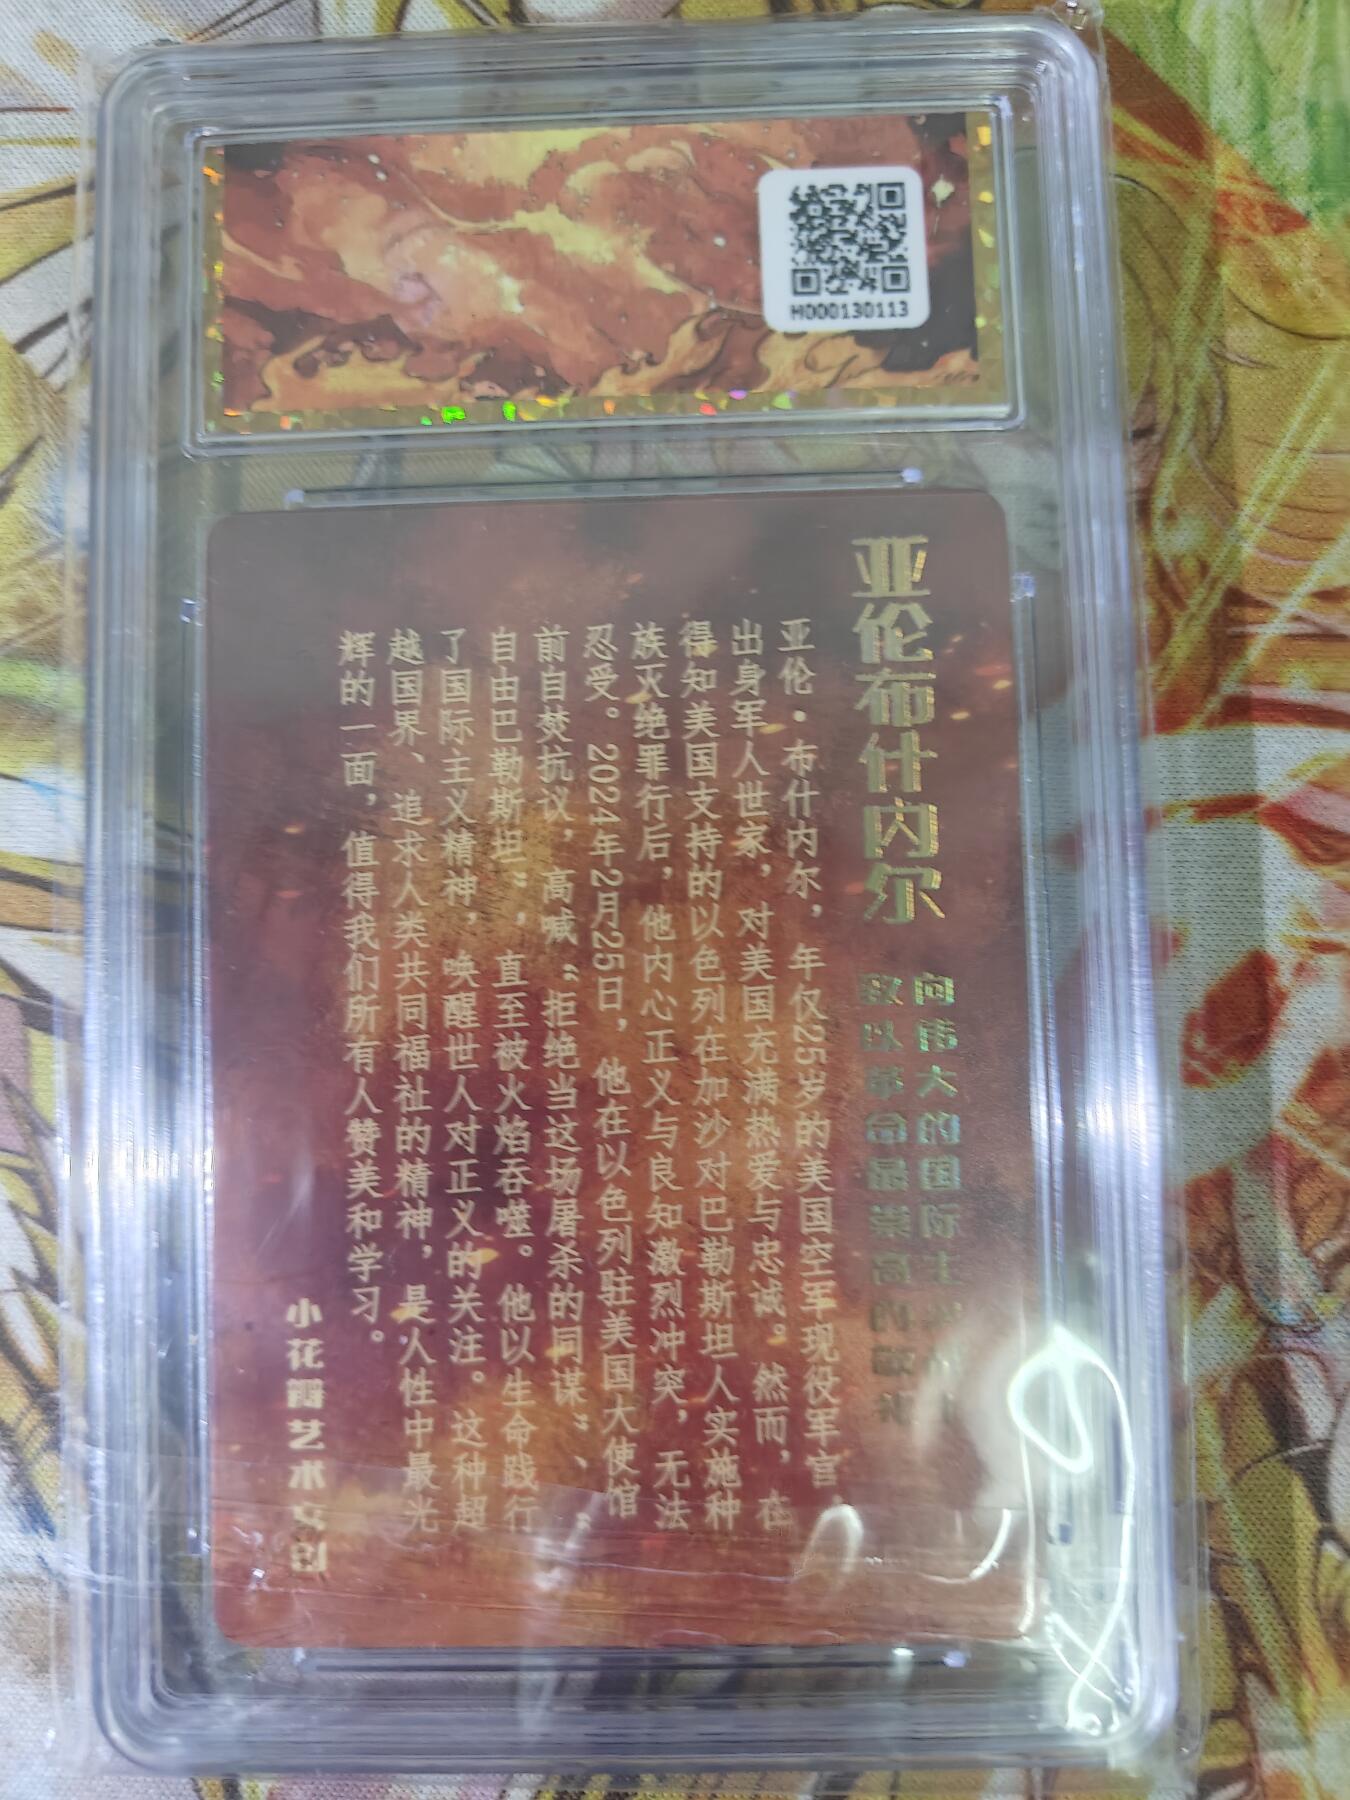 H000130113
亚伦布什内尔
向伟大的国际主
致以革命最崇高的敬礼
亚伦·布什内尔，年仅25岁的美国空军现役军官，
出身军人世家，对美国充满热爱与忠诚。然而，在
得知美国支持的以色列在加沙对巴勒斯坦人实施种
族灭绝罪行后，他内心正义与良知激烈冲突，无法
忍受。2024年2月25日，他在以色列驻美国大使馆
前自焚抗议，高喊“拒绝当这场屠杀的同谋”、“
自由巴勒斯坦”，直至被火焰吞噬。他以生命践行
了国际主义精神，唤醒世人对正义的关注。这种超
越国界、追求人类共同福祉的精神，是人性中最光
辉的一面，值得我们所有人赞美和学习。
小花瓣艺术文创